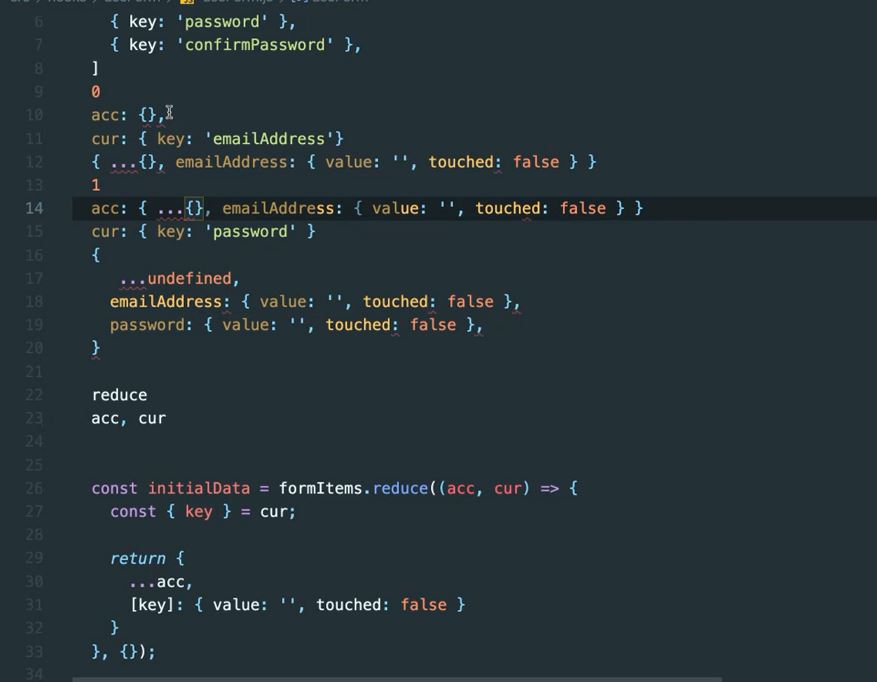 6 { key: 'password' },
7 { key: 'confirmPassword' },
8 ]
9 0
10 acc: {},
11 cur: { key: 'emailAddress'}
12 { ...{}, emailAddress: { value: '', touched: false } }
13 1
14 acc: { ...{}, emailAddress: { value: '', touched: false } }
15 cur: { key: 'password' }
16 {
17 ...undefined,
18 emailAddress: { value: '', touched: false },
19 password: { value: '', touched: false },
20 }
21
22 reduce
23 acc, cur
24
25
26 const initialData = formItems.reduce((acc, cur) => {
27 const { key } = cur;
28
29 return {
30 ...acc,
31 [key]: { value: '', touched: false }
32 }
33 }, {});
34